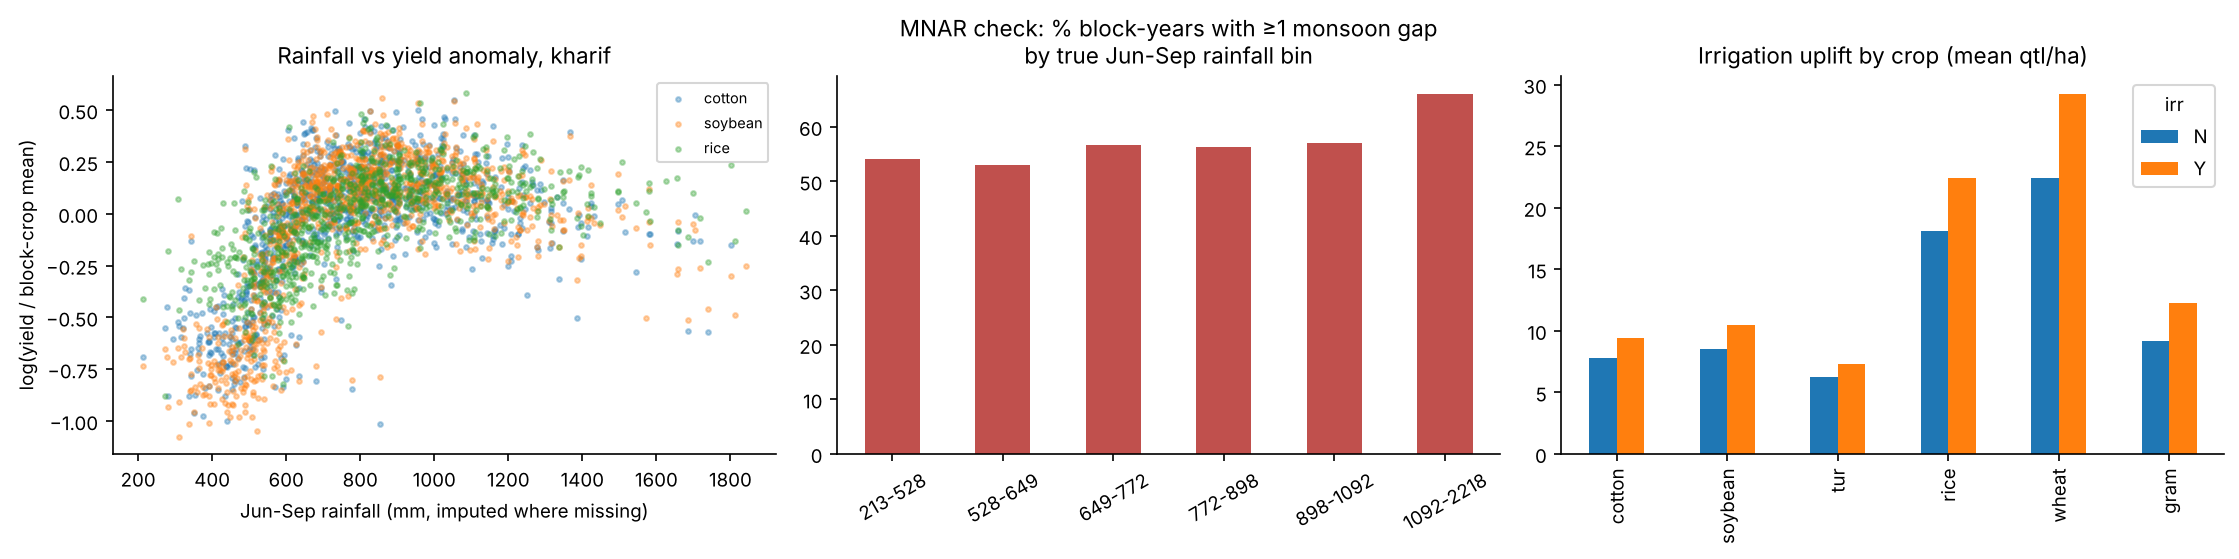 Rainfall vs yield anomaly, kharif
cotton
soybean
rice
log(yield / block-crop mean)
0.50
0.25
0.00
−0.25
−0.50
−0.75
−1.00
200 400 600 800 1000 1200 1400 1600 1800
Jun-Sep rainfall (mm, imputed where missing)
MNAR check: % block-years with ≥1 monsoon gap
by true Jun-Sep rainfall bin
60
50
40
30
20
10
0
213-528 528-649 649-772 772-898 898-1092 1092-2218
Irrigation uplift by crop (mean qtl/ha)
irr
N
Y
30
25
20
15
10
5
0
cotton soybean tur rice wheat gram